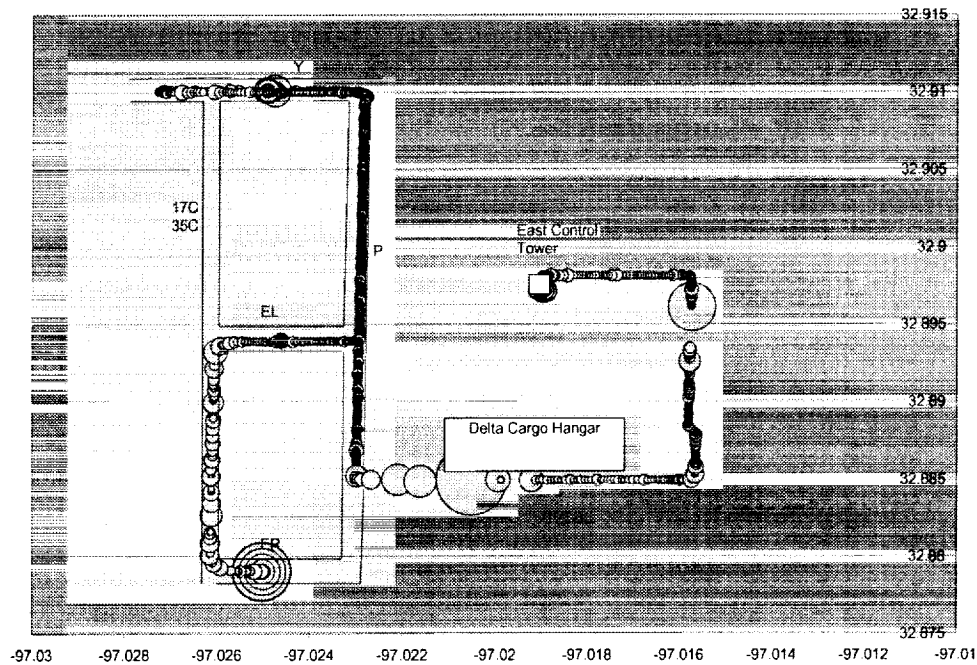 32.915
Y
32.91
32.905
17C
35C
P
East Control
Tower
32.9
EL
32.895
32.89
Delta Cargo Hangar
32.885
ER
32.88
32.875
-97.03 -97.028 -97.026 -97.024 -97.022 -97.02 -97.018 -97.016 -97.014 -97.012 -97.01